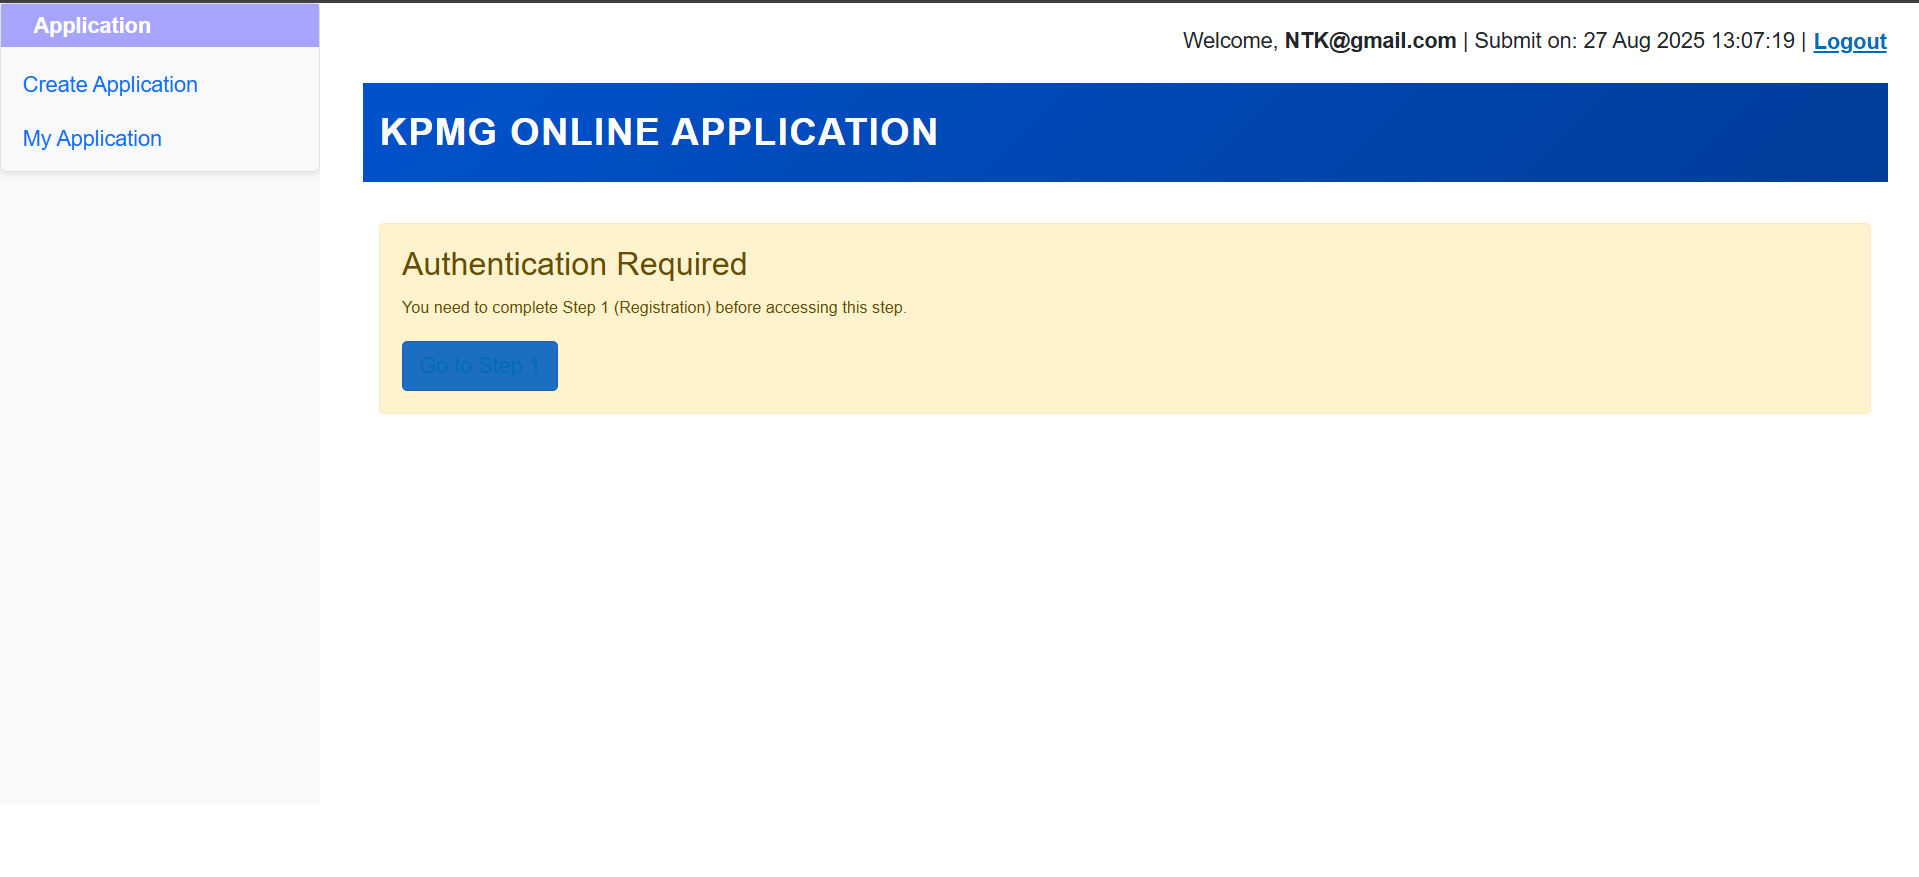 Application
Create Application
My Application
Welcome, NTK@gmail.com | Submit on: 27 Aug 2025 13:07:19 | Logout
KPMG ONLINE APPLICATION
Authentication Required
You need to complete Step 1 (Registration) before accessing this step.
Go to Step 1